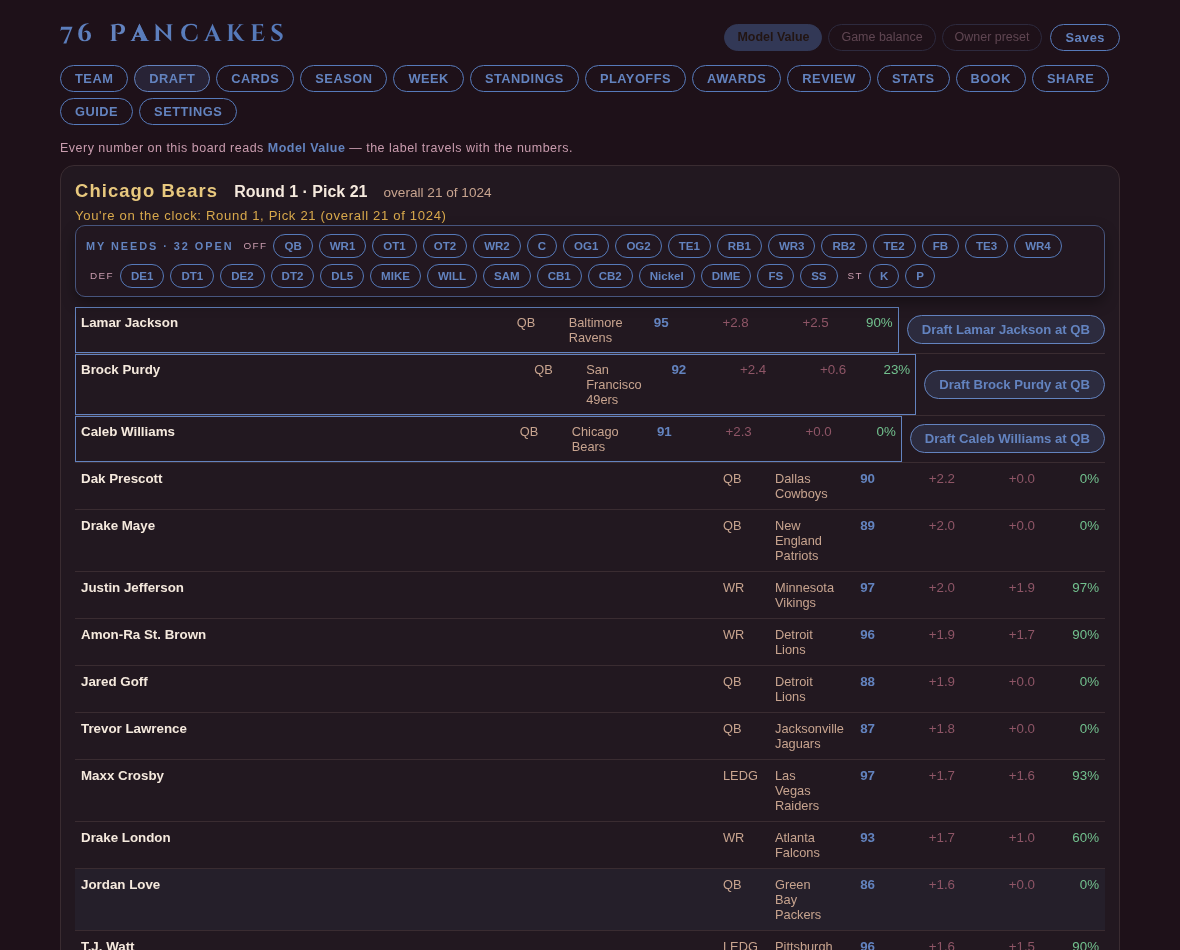 76 PANCAKES
Model Value Game balance Owner preset Saves
TEAM DRAFT CARDS SEASON WEEK STANDINGS PLAYOFFS AWARDS REVIEW STATS BOOK SHARE
GUIDE SETTINGS
Every number on this board reads Model Value — the label travels with the numbers.
Chicago Bears Round 1 · Pick 21 overall 21 of 1024
You're on the clock: Round 1, Pick 21 (overall 21 of 1024)
MY NEEDS · 32 OPEN OFF QB WR1 OT1 OT2 WR2 C OG1 OG2 TE1 RB1 WR3 RB2 TE2 FB TE3 WR4
DEF DE1 DT1 DE2 DT2 DL5 MIKE WILL SAM CB1 CB2 Nickel DIME FS SS ST K P
Lamar Jackson QB Baltimore 95 +2.8 +2.5 90% Draft Lamar Jackson at QB
Ravens
Brock Purdy QB San 92 +2.4 +0.6 23% Draft Brock Purdy at QB
Francisco
49ers
Caleb Williams QB Chicago 91 +2.3 +0.0 0% Draft Caleb Williams at QB
Bears
Dak Prescott QB Dallas 90 +2.2 +0.0 0%
Cowboys
Drake Maye QB New 89 +2.0 +0.0 0%
England
Patriots
Justin Jefferson WR Minnesota 97 +2.0 +1.9 97%
Vikings
Amon-Ra St. Brown WR Detroit 96 +1.9 +1.7 90%
Lions
Jared Goff QB Detroit 88 +1.9 +0.0 0%
Lions
Trevor Lawrence QB Jacksonville 87 +1.8 +0.0 0%
Jaguars
Maxx Crosby LEDG Las 97 +1.7 +1.6 93%
Vegas
Raiders
Drake London WR Atlanta 93 +1.7 +1.0 60%
Falcons
Jordan Love QB Green 86 +1.6 +0.0 0%
Bay
Packers
T.J. Watt LEDG Pittsburgh 96 +1.6 +1.5 90%